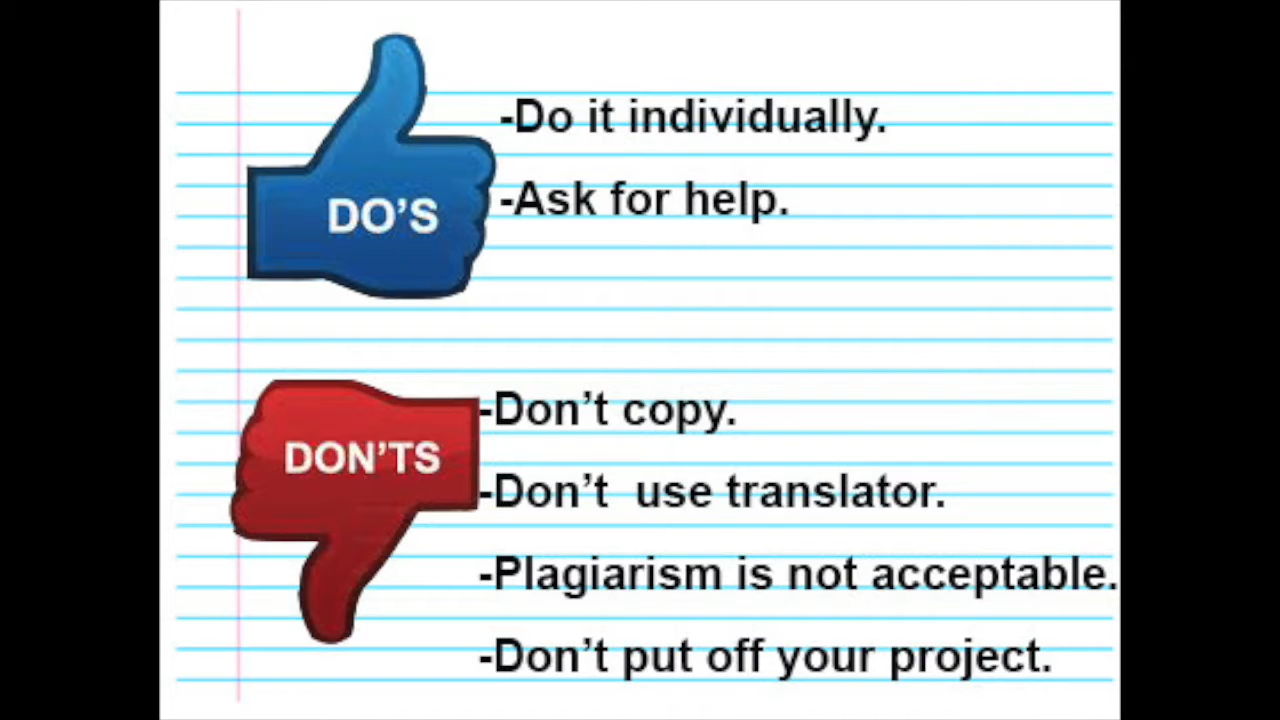 -Do it individually.
DO'S
-Ask for help.
-Don't copy.
DON'TS
-Don't  use translator.
-Plagiarism is not acceptable.
-Don't put off your project.